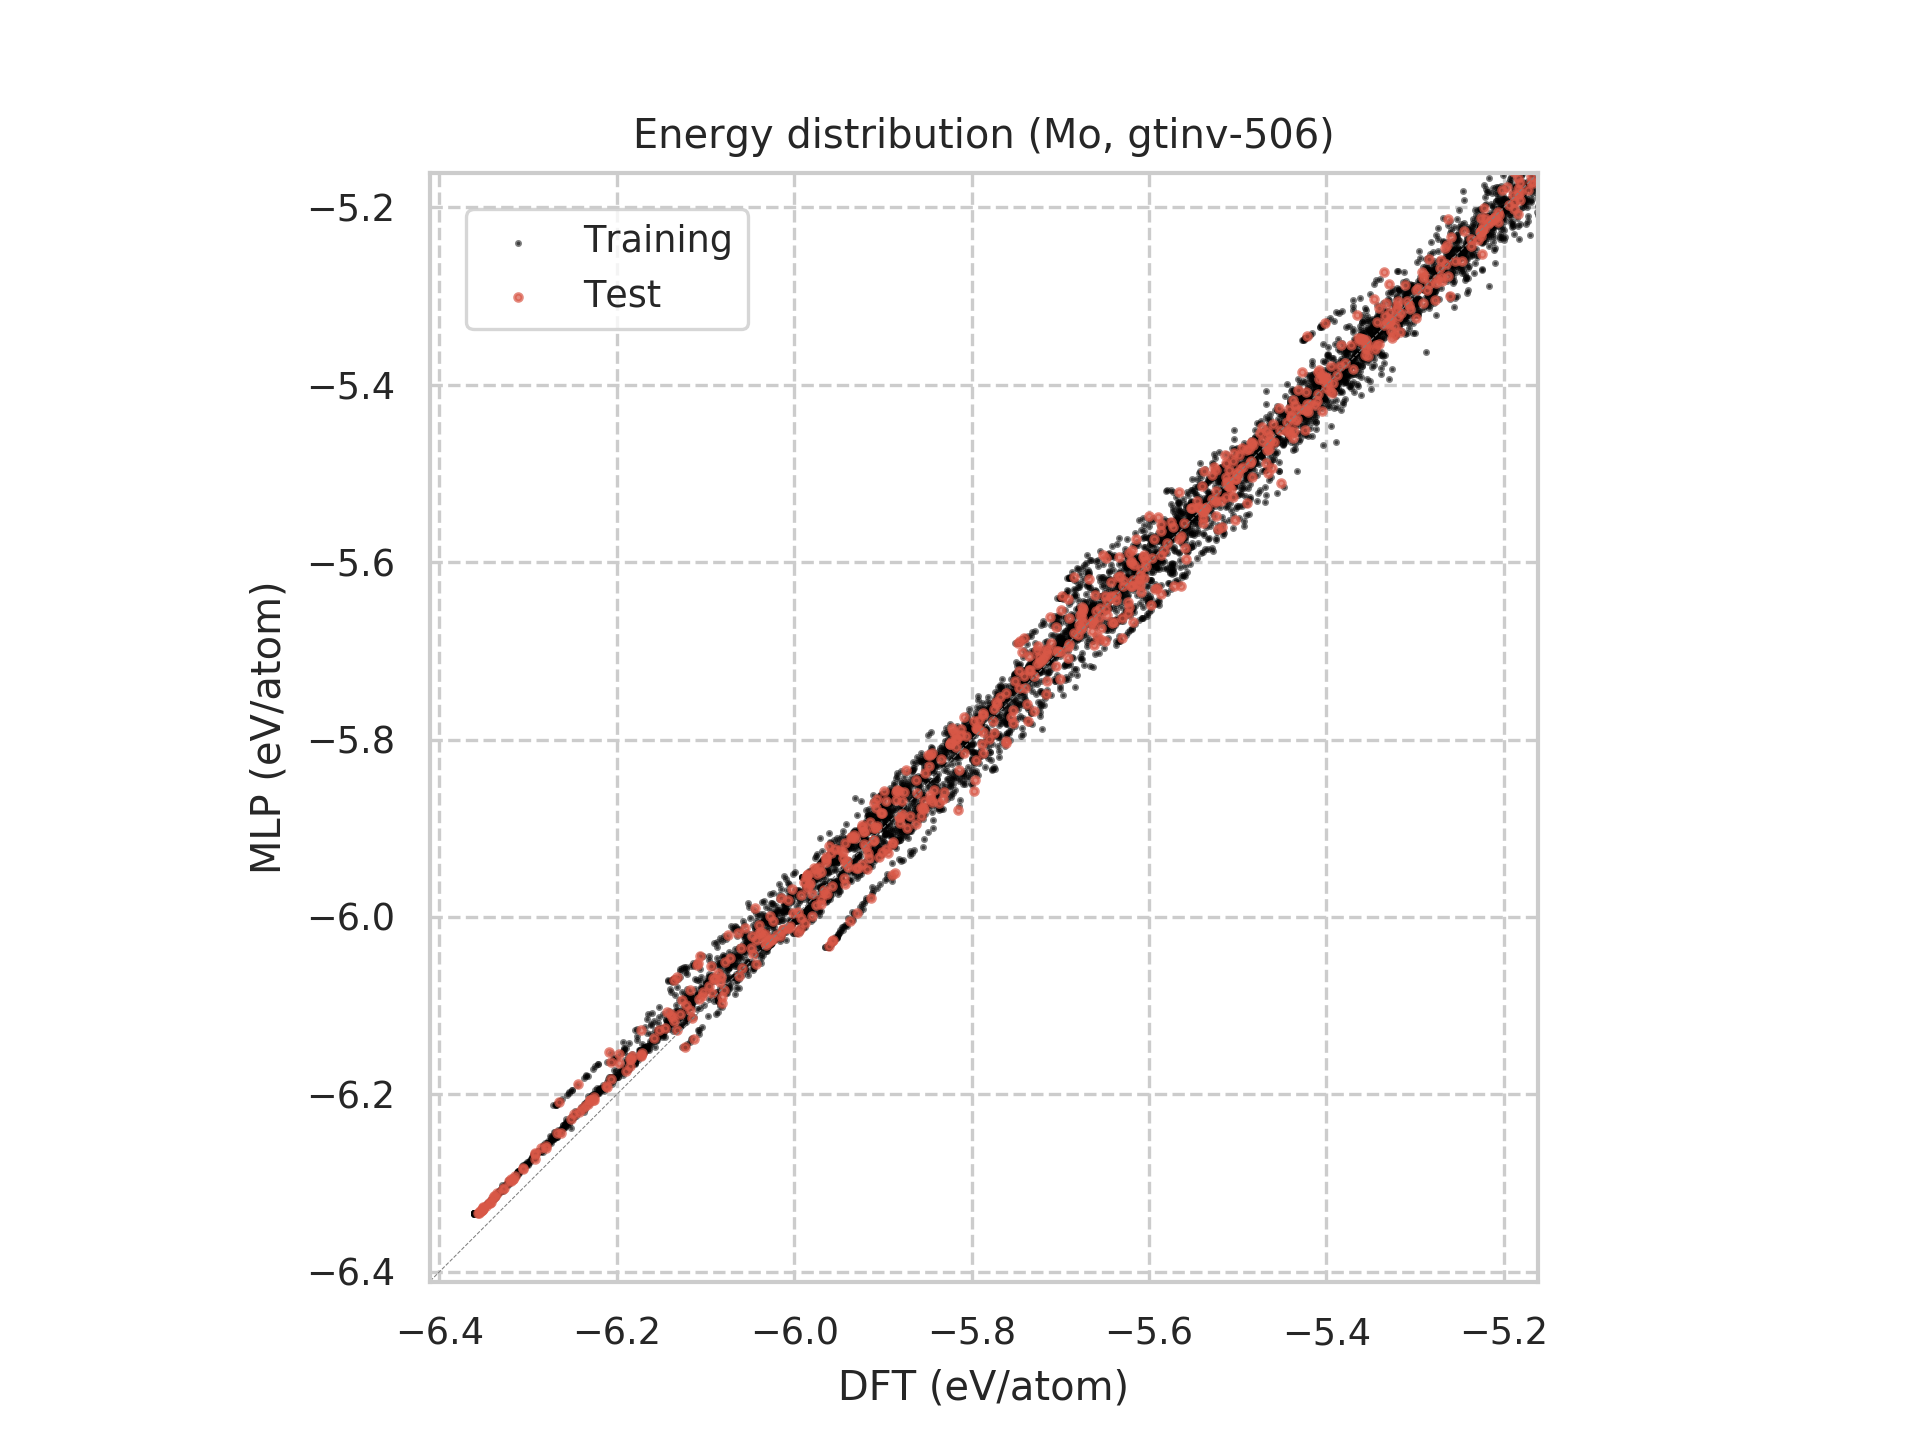 Energy distribution (Mo, gtinv-506)
Training
Test
−5.2
−5.4
−5.6
−5.8
−6.0
−6.2
−6.4
MLP (eV/atom)
−6.4 −6.2 −6.0 −5.8 −5.6 −5.4 −5.2
DFT (eV/atom)